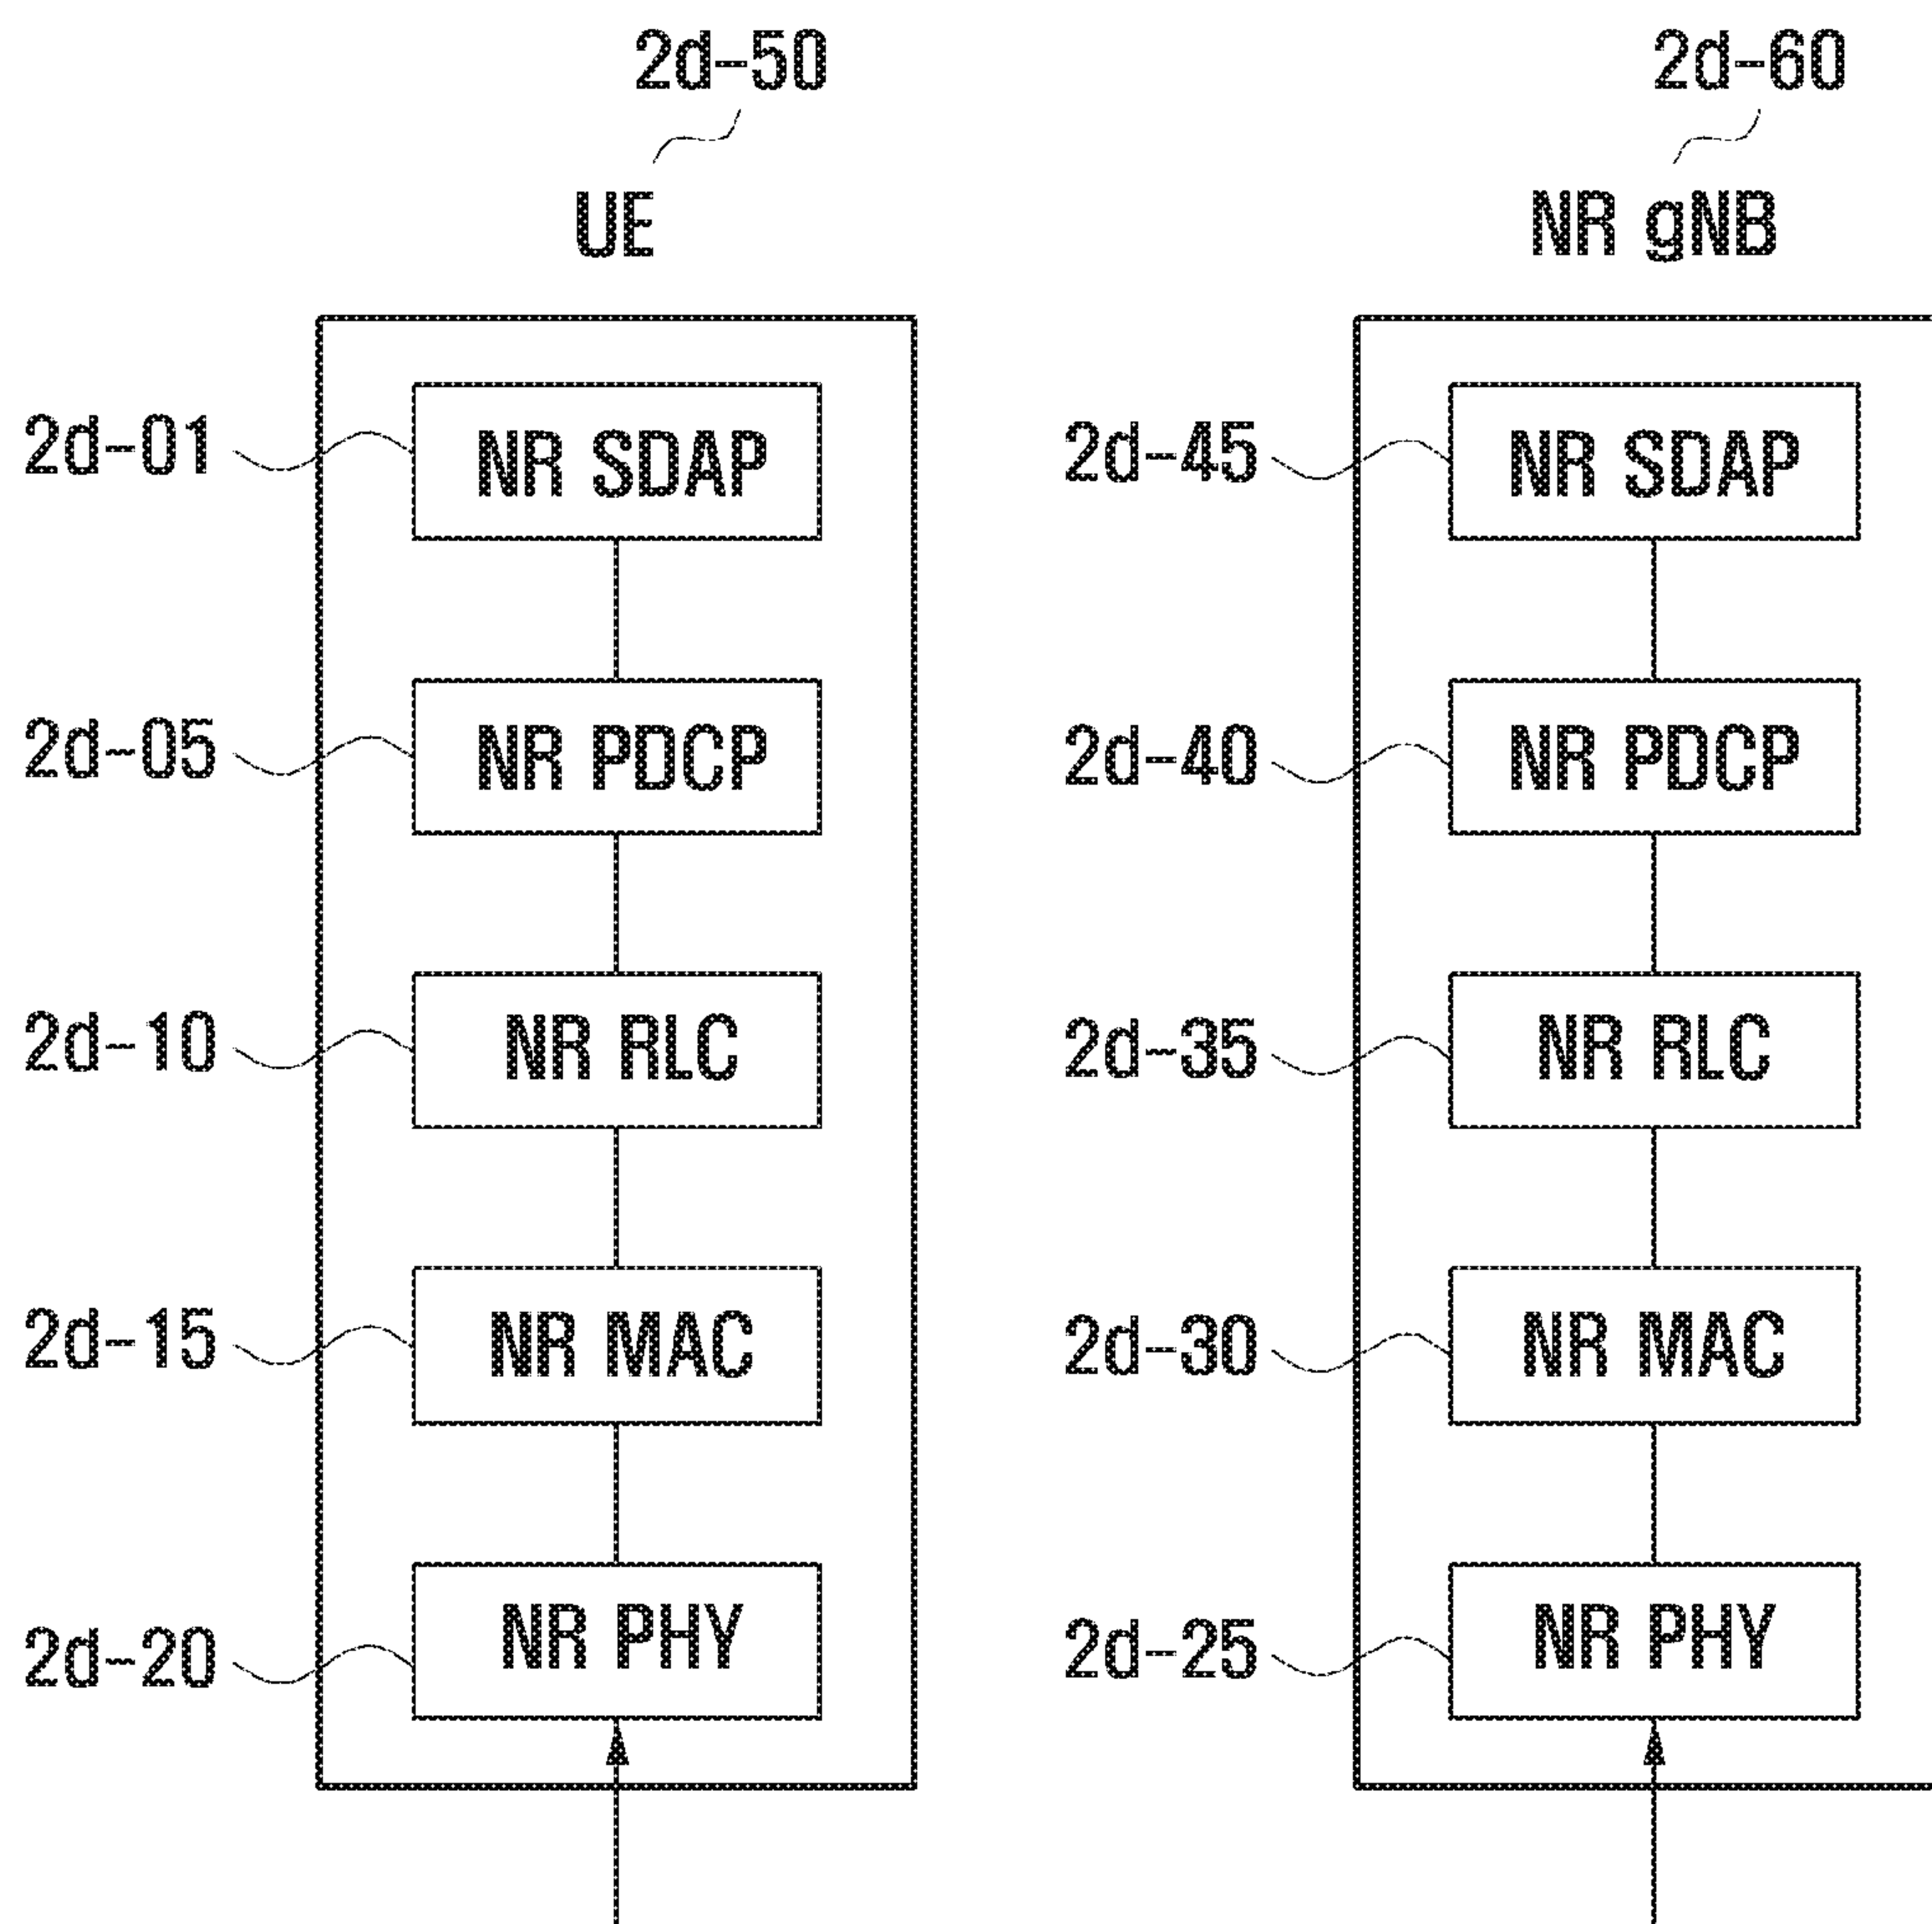 2d-50
2d-60
UE
NR gNB
2d-01
NR SDAP
2d-45
NR SDAP
2d-05
NR PDCP
2d-40
NR PDCP
2d-10
NR RLC
2d-35
NR RLC
2d-15
NR MAC
2d-30
NR MAC
2d-20
NR PHY
2d-25
NR PHY